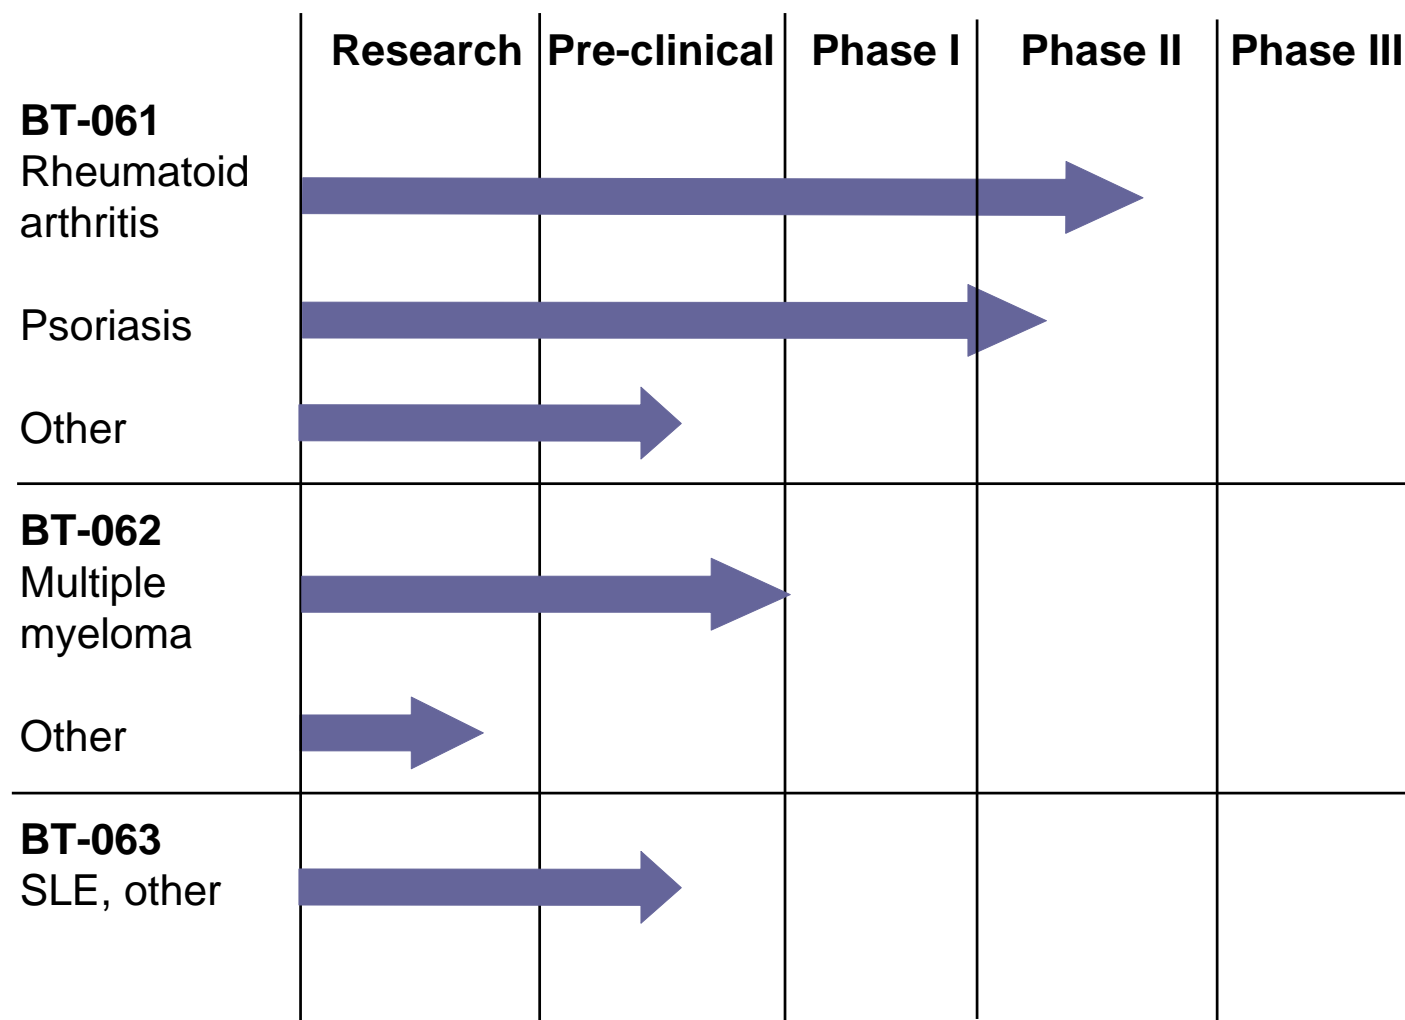 Research Pre-clinical Phase I Phase II Phase III
BT-061
Rheumatoid
arthritis
Psoriasis
Other
BT-062
Multiple
myeloma
Other
BT-063
SLE, other